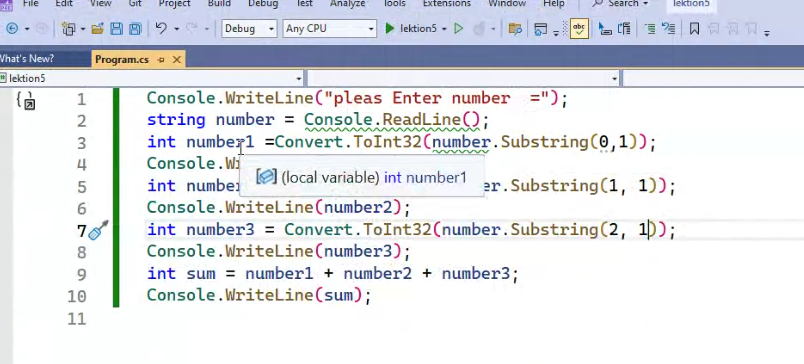 File Edit View Git Project Build Debug Test Analyze Tools Extensions Window Help Search lektion5
Debug Any CPU lektion5
What's New? Program.cs
lektion5
1 Console.WriteLine("pleas Enter number  =");
2 string number = Console.ReadLine();
3 int number1 =Convert.ToInt32(number.Substring(0,1));
4 Console.Wr
(local variable) int number1
5 int number r.Substring(1, 1));
6 Console.WriteLine(number2);
7 int number3 = Convert.ToInt32(number.Substring(2, 1));
8 Console.WriteLine(number3);
9 int sum = number1 + number2 + number3;
10 Console.WriteLine(sum);
11